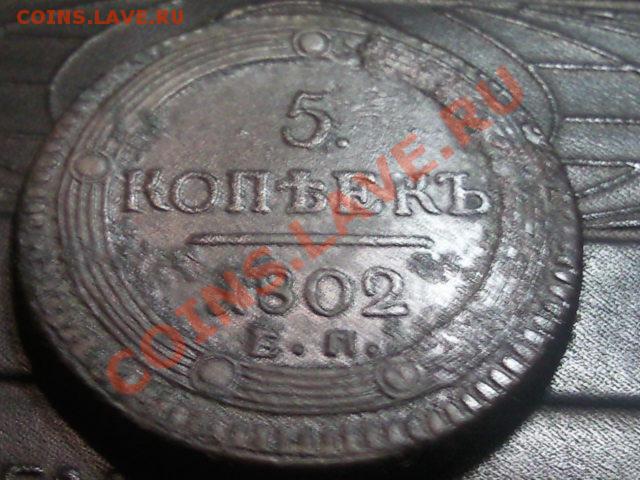 COINS.LAVE.RU
5.
КОПѢЕКЪ
1802
Е.М.
COINS.LAVE.RU